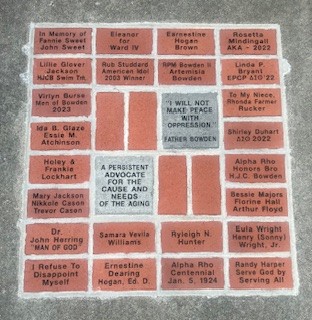 In Memory of
Fannie Sweet
John Sweet
Eleanor
for
Ward IV
Earnestine
Hogan
Brown
Rosetta
Mindingall
AKA - 2022
Lillie Glover
Jackson
HJCB Swim Tm.
Rub Studdard
American Idol
2003 Winner
RPM Bowden II
Artemisia
Bowden
Linda P.
Bryant
EPCP ΔIO '22
Virlyn Burse
Men of Bowden
2023
"I WILL NOT
MAKE PEACE
WITH
OPPRESSION."
FATHER BOWDEN
To My Niece,
Rhonda Farmer
Rucker
Ida B. Glaze
Essie M.
Atchinson
Shirley Duhart
ΔIO 2022
Holey &
Frankie
Lockhart
A PERSISTENT
ADVOCATE
FOR THE
CAUSE AND
NEEDS
OF THE AGING
Alpha Rho
Honors Bro
H.J.C. Bowden
Mary Jackson
Nikkole Cason
Trevor Cason
Bessie Majors
Florine Hall
Arthur Floyd
Dr.
John Herring
"MAN OF GOD"
Samara Vevila
Williams
Ryleigh N.
Hunter
Eula Wright
Henry (Sonny)
Wright, Jr.
I Refuse To
Disappoint
Myself
Ernestine
Dearing
Hogan, Ed. D.
Alpha Rho
Centennial
Jan. 5, 1924
Randy Harper
Serve God by
Serving All